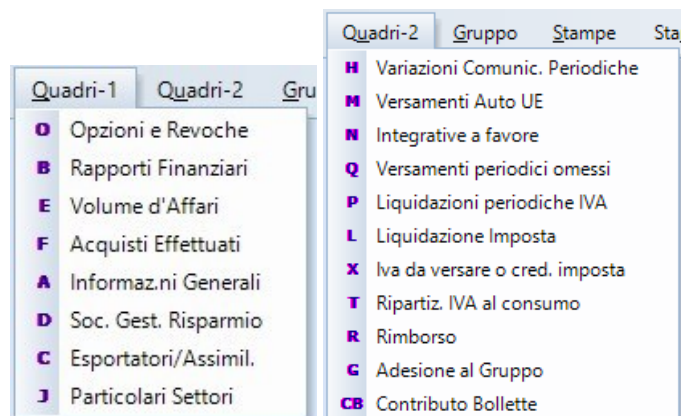 Quadri-1 Quadri-2 Gru
O Opzioni e Revoche
B Rapporti Finanziari
E Volume d'Affari
F Acquisti Effettuati
A Informaz.ni Generali
D Soc. Gest. Risparmio
C Esportatori/Assimil.
J Particolari Settori
Quadri-2 Gruppo Stampe Sta
H Variazioni Comunic. Periodiche
M Versamenti Auto UE
N Integrative a favore
Q Versamenti periodici omessi
P Liquidazioni periodiche IVA
L Liquidazione Imposta
X Iva da versare o cred. imposta
T Ripartiz. IVA al consumo
R Rimborso
G Adesione al Gruppo
CB Contributo Bollette